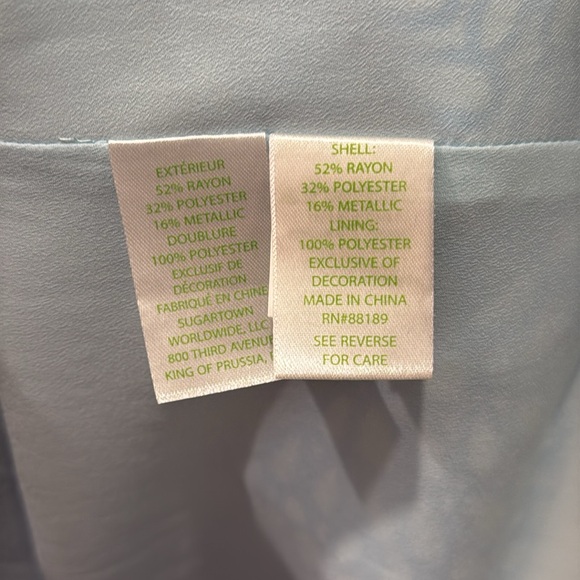 EXTÉRIEUR
52% RAYON
32% POLYESTER
16% METALLIC
DOUBLURE
100% POLYESTER
EXCLUSIF DE
DÉCORATION
FABRIQUÉ EN CHINE
SUGARTOWN
WORLDWIDE, LLC
800 THIRD AVENUE
KING OF PRUSSIA,
SHELL:
52% RAYON
32% POLYESTER
16% METALLIC
LINING:
100% POLYESTER
EXCLUSIVE OF
DECORATION
MADE IN CHINA
RN#88189
SEE REVERSE
FOR CARE